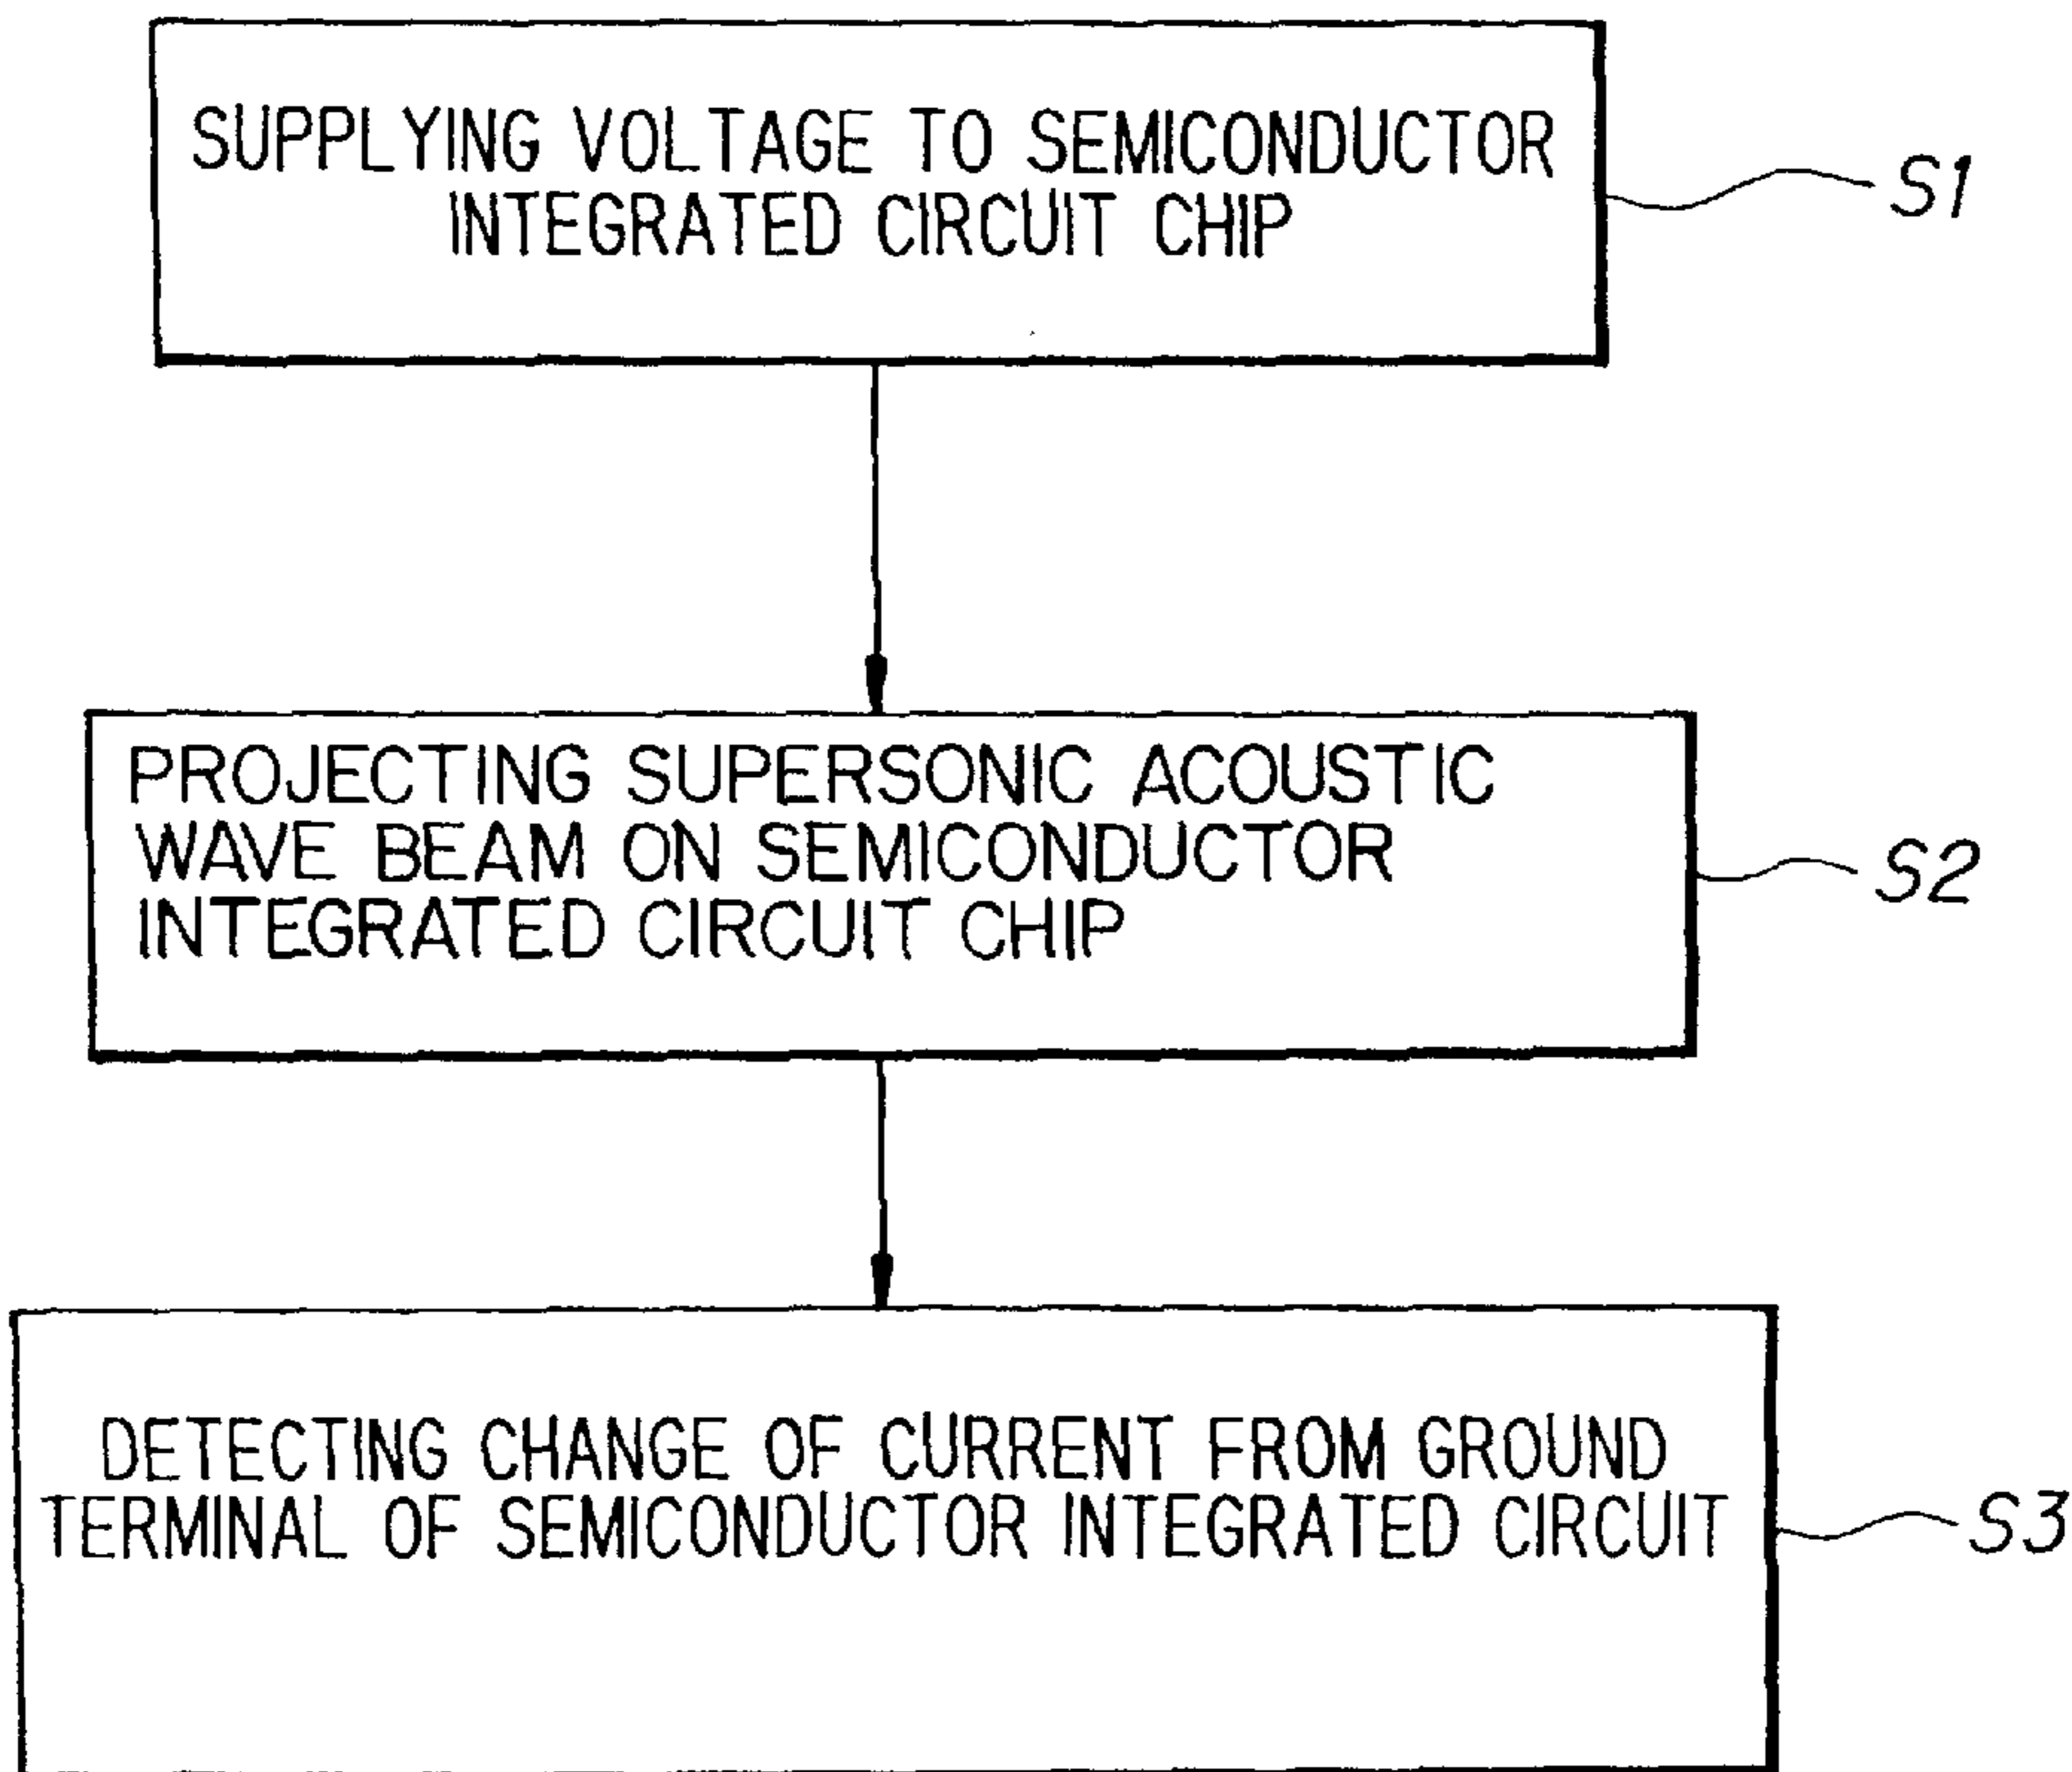 SUPPLYING VOLTAGE TO SEMICONDUCTOR
INTEGRATED CIRCUIT CHIP
S1
PROJECTING SUPERSONIC ACOUSTIC
WAVE BEAM ON SEMICONDUCTOR
INTEGRATED CIRCUIT CHIP
S2
DETECTING CHANGE OF CURRENT FROM GROUND
TERMINAL OF SEMICONDUCTOR INTEGRATED CIRCUIT
S3